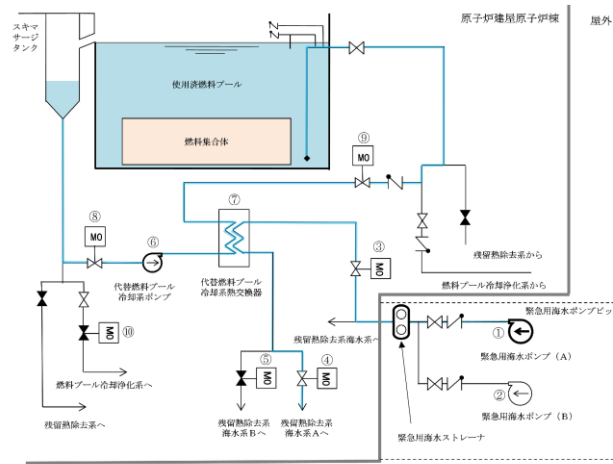 スキマ
サージ
タンク
原子炉建屋原子炉棟
屋外
使用済燃料プール
燃料集合体
⑨
MO
⑦
⑧
MO
⑥
③
MO
代替燃料プール
冷却系ポンプ
代替燃料プール
冷却系熱交換器
残留熱除去系から
燃料プール冷却浄化系から
残留熱除去系海水系へ
緊急用海水ポンプピッ
①
緊急用海水ポンプ（A）
⑩
MO
⑤
MO
④
MO
燃料プール冷却浄化系へ
②
緊急用海水ポンプ（B）
残留熱除去系へ
残留熱除去系
海水系Bへ
残留熱除去系
海水系Aへ
緊急用海水ストレーナ